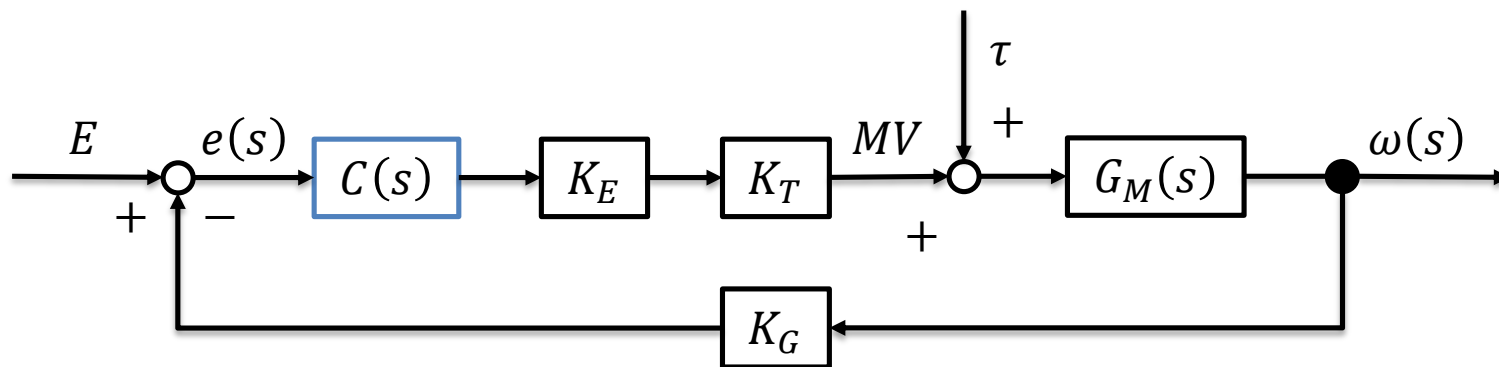 τ
E
e(s)
C(s)
K_E
K_T
MV
+
G_M(s)
ω(s)
+
−
+
K_G